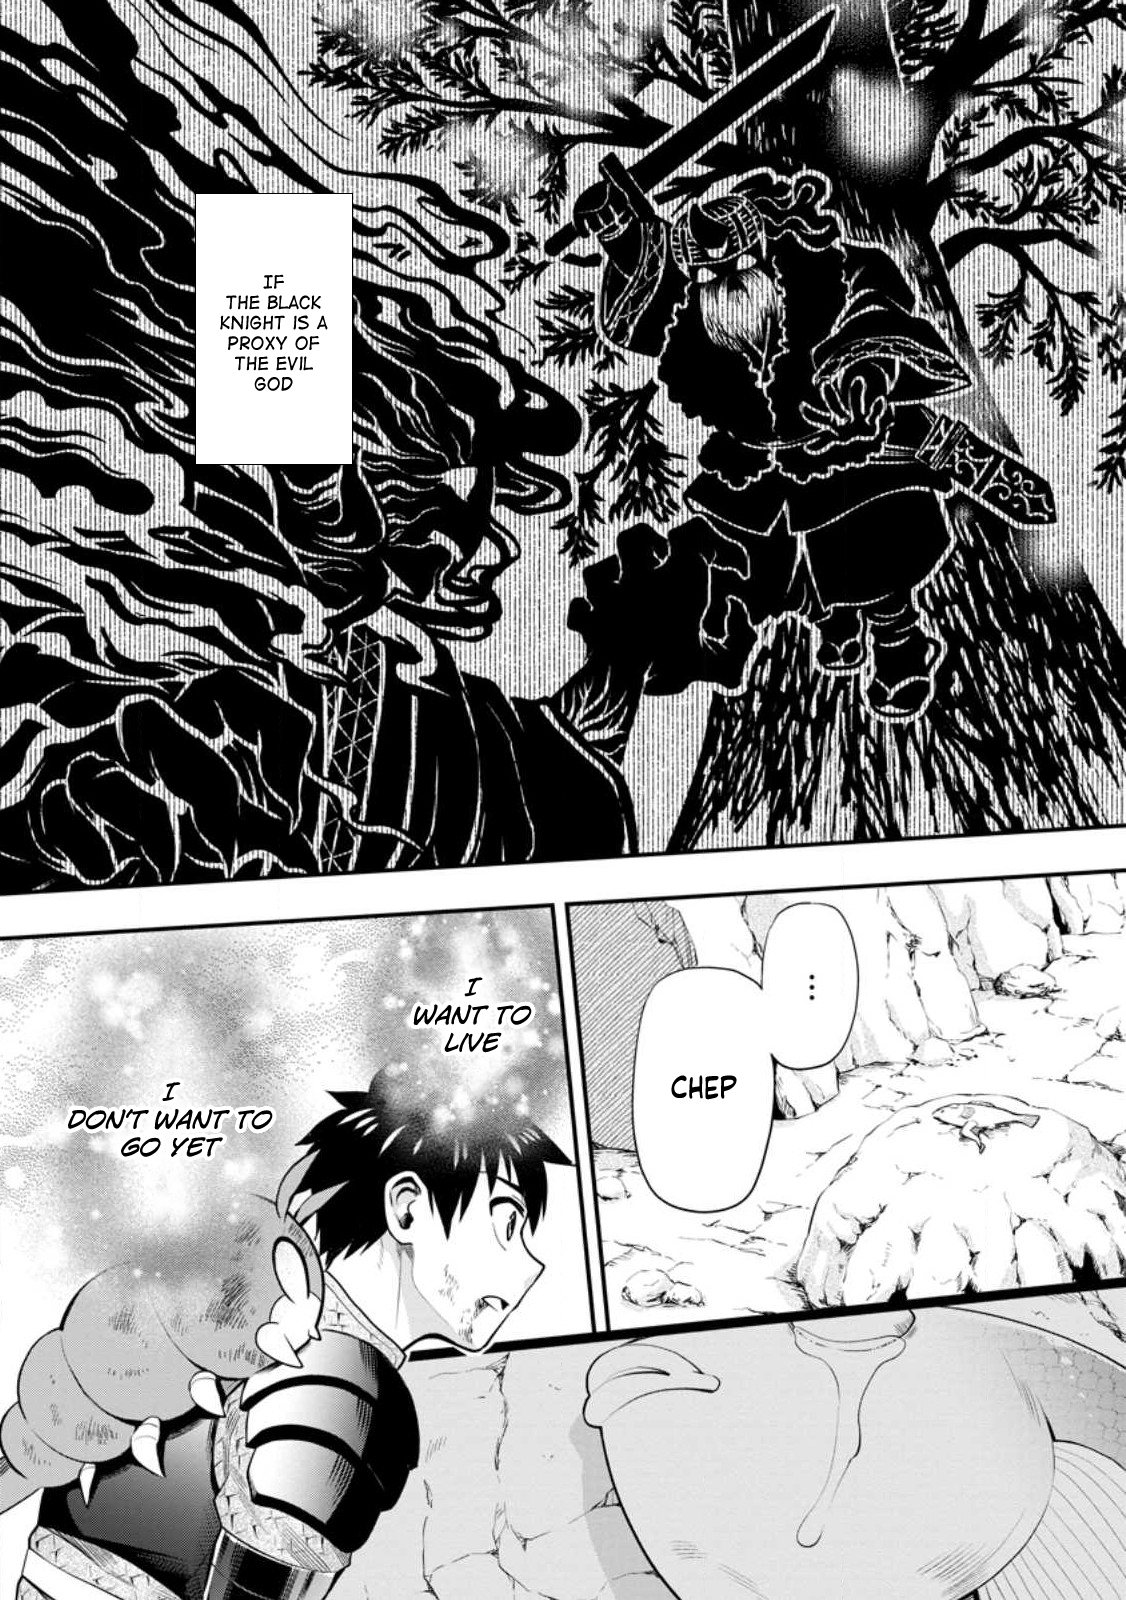 IF
THE BLACK
KNIGHT IS A
PROXY OF
THE EVIL
GOD
...
CHEP
I
WANT TO
LIVE
I
DON'T WANT TO
GO YET